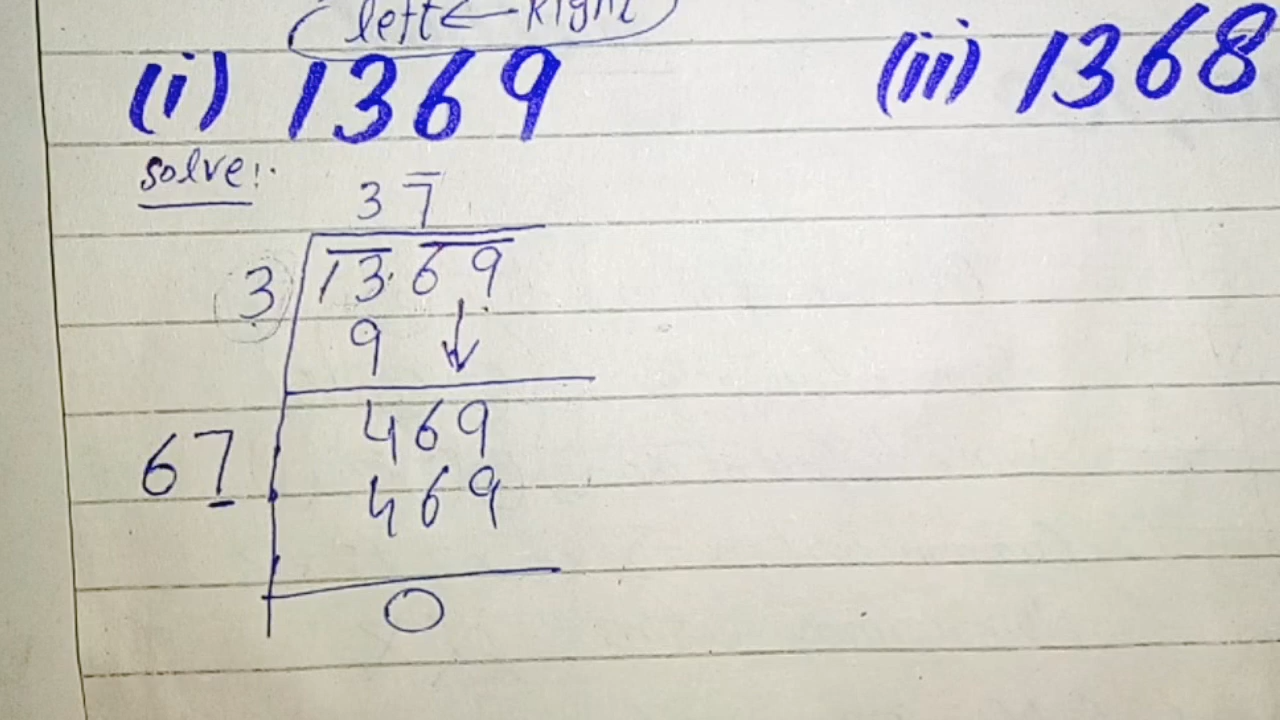 left ← Right
(i) 1369
(ii) 1368
solve:
37
3 13 69
9 ↓
469
67 469
0